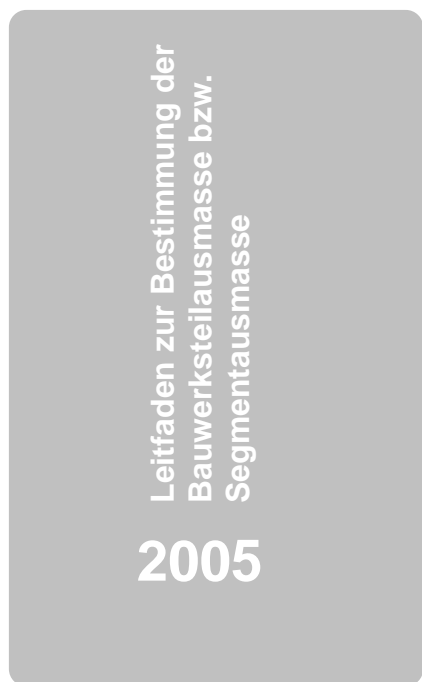 Leitfaden zur Bestimmung der
Bauwerksteilausmasse bzw.
Segmentausmasse
2005